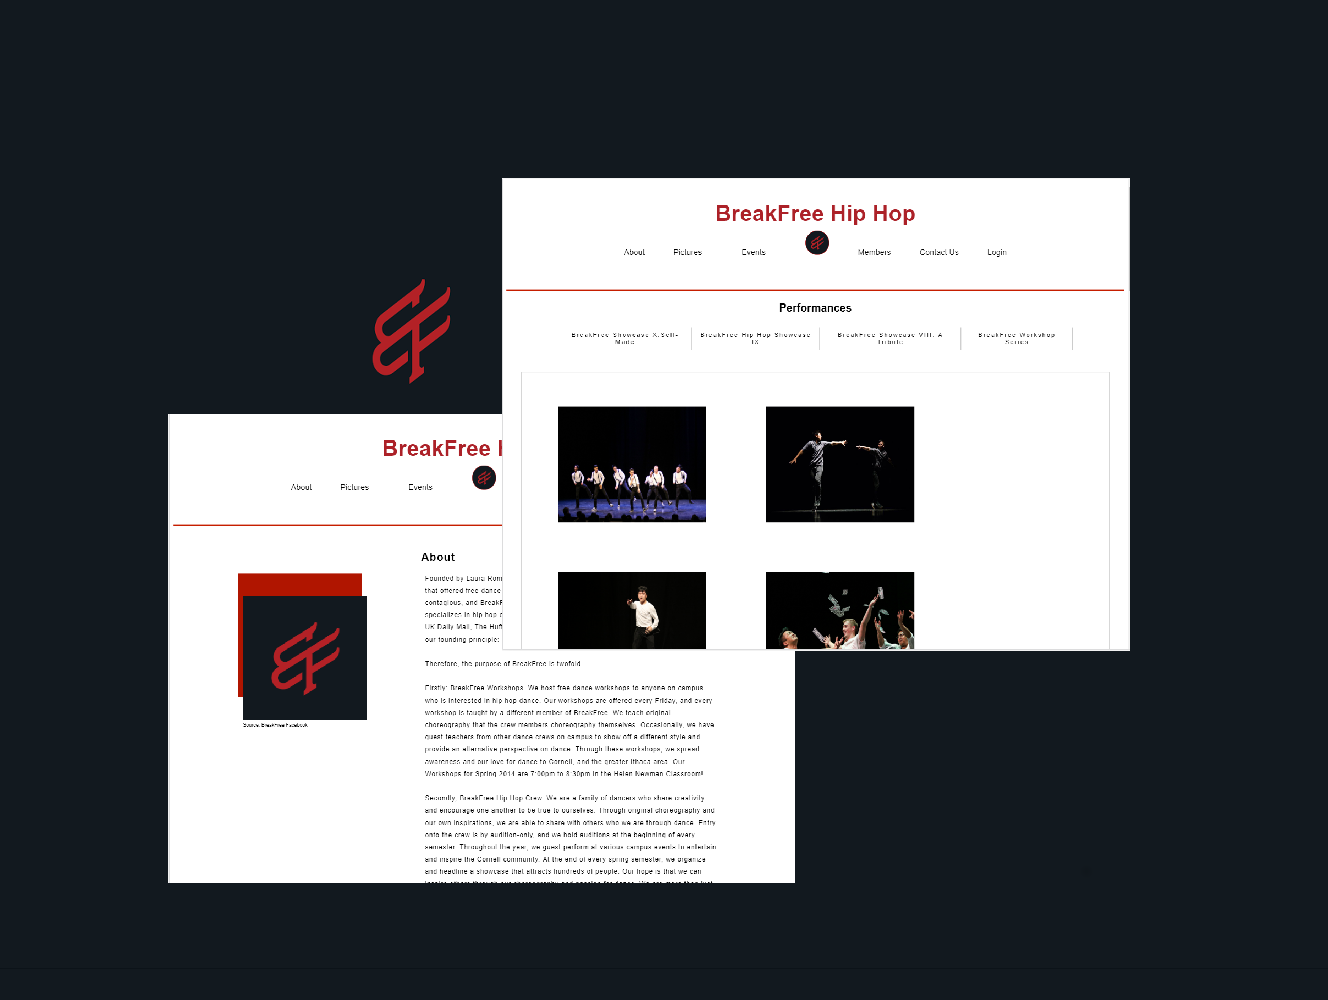 BreakFree Hip Hop
About Pictures Events Members Contact Us Login
Performances
BreakFree Showcase X:Self-
Made
BreakFree Hip Hop Showcase
IX
BreakFree Showcase VIII: A
Tribute
BreakFree Workshop
Series
BreakFree
About Pictures Events
About
Founded by Laura
that offered free dance
contagious, and
specializes in hip hop
UK Daily Mail, The
our founding principle:
Therefore, the purpose of BreakFree is twofold.
Firstly: BreakFree Workshops. We host free dance workshops to anyone on campus
who is interested in hip hop dance. Our workshops are offered every Friday, and every
workshop is taught by a different member of BreakFree. We teach original
choreography that the crew members choreography themselves. Occasionally, we have
guest teachers from other dance crews on campus to show off a different style and
provide an alternative perspective on dance. Through these workshops, we spread
awareness and our love for dance to Cornell, and the greater Ithaca area. Our
Workshops for Spring 2014 are 7:00pm to 8:30pm in the Helen Newman Classroom!
Secondly: BreakFree Hip Hop Crew. We are a family of dancers who share creativity
and encourage one another to be true to ourselves. Through original choreography and
our own inspirations, we are able to share with others who we are through dance. Entry
onto the crew is by audition-only, and we hold auditions at the beginning of every
semester. Throughout the year, we guest perform at various campus events to entertain
and inspire the Cornell community. At the end of every spring semester, we organize
and headline a showcase that attracts hundreds of people. Our hope is that we can
Source: BreakFree Facebook